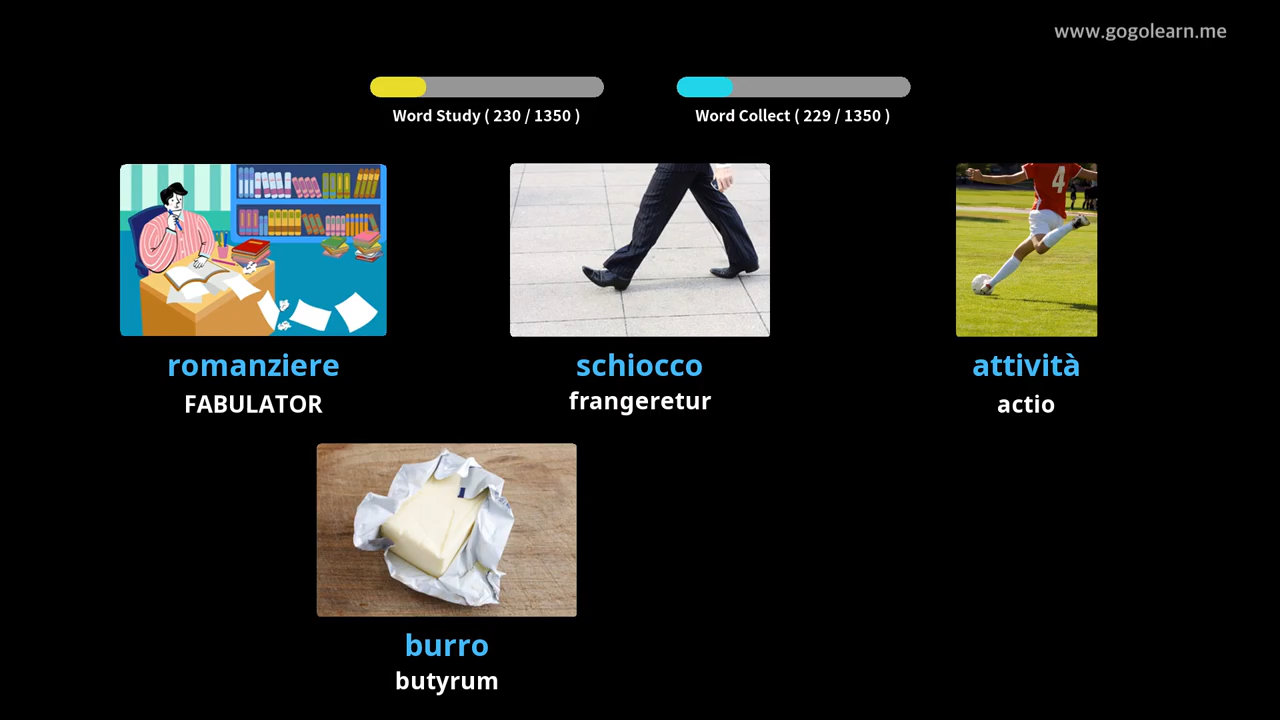 www.gogolearn.me
Word Study ( 230 / 1350 )
Word Collect ( 229 / 1350 )
romanziere
FABULATOR
schiocco
frangeretur
4
attività
actio
burro
butyrum